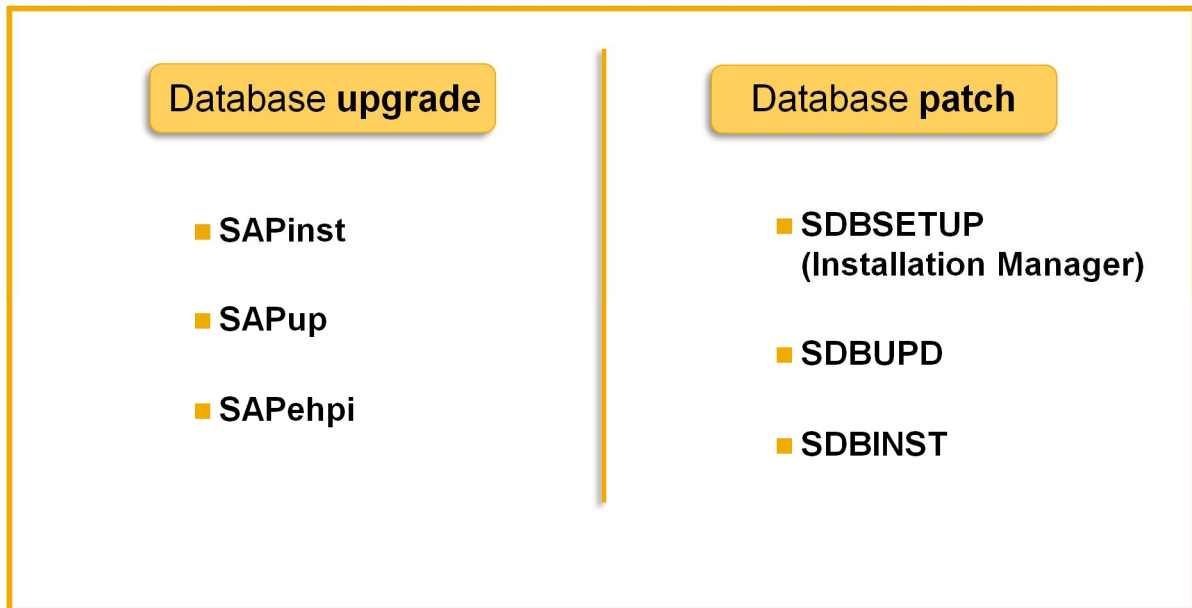 Database upgrade
SAPinst
SAPup
SAPehpi
Database patch
SDBSETUP
(Installation Manager)
SDBUPD
SDBINST